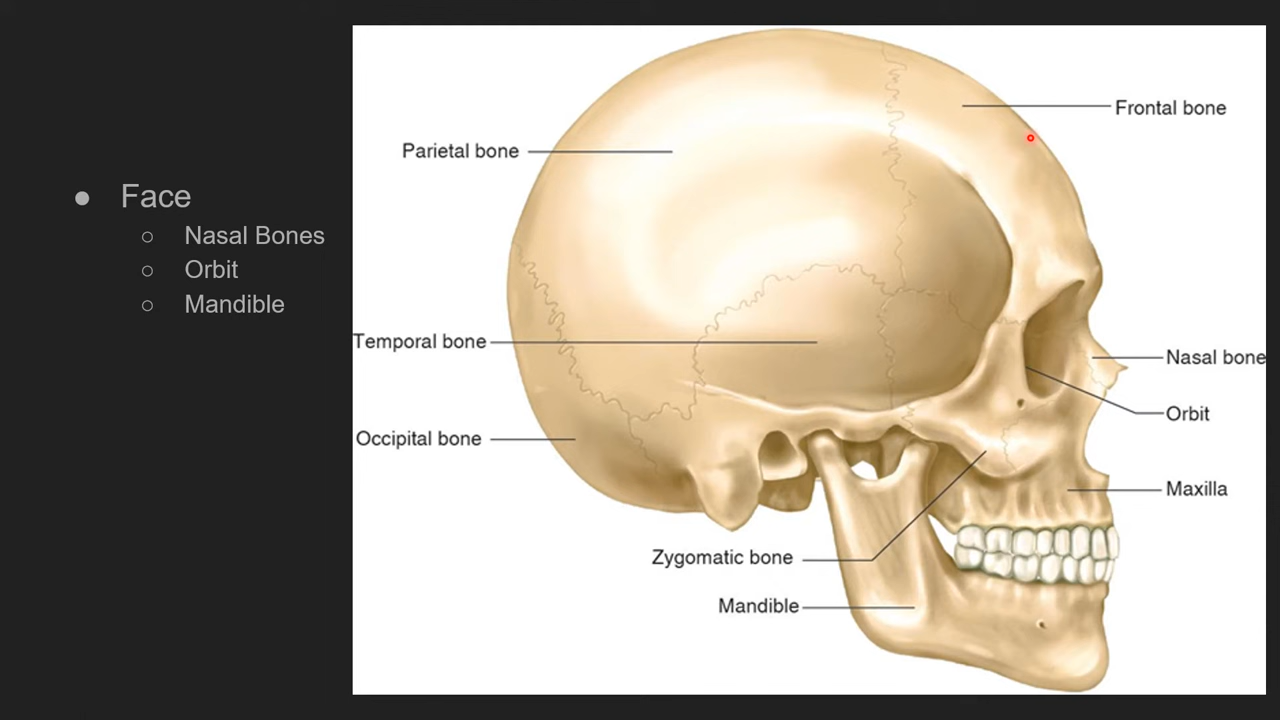 ● Face
○ Nasal Bones
○ Orbit
○ Mandible
Frontal bone
Parietal bone
Temporal bone
Nasal bone
Orbit
Occipital bone
Maxilla
Zygomatic bone
Mandible